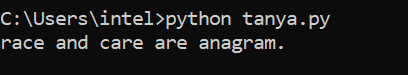 C:\Users\intel>python tanya.py
race and care are anagram.